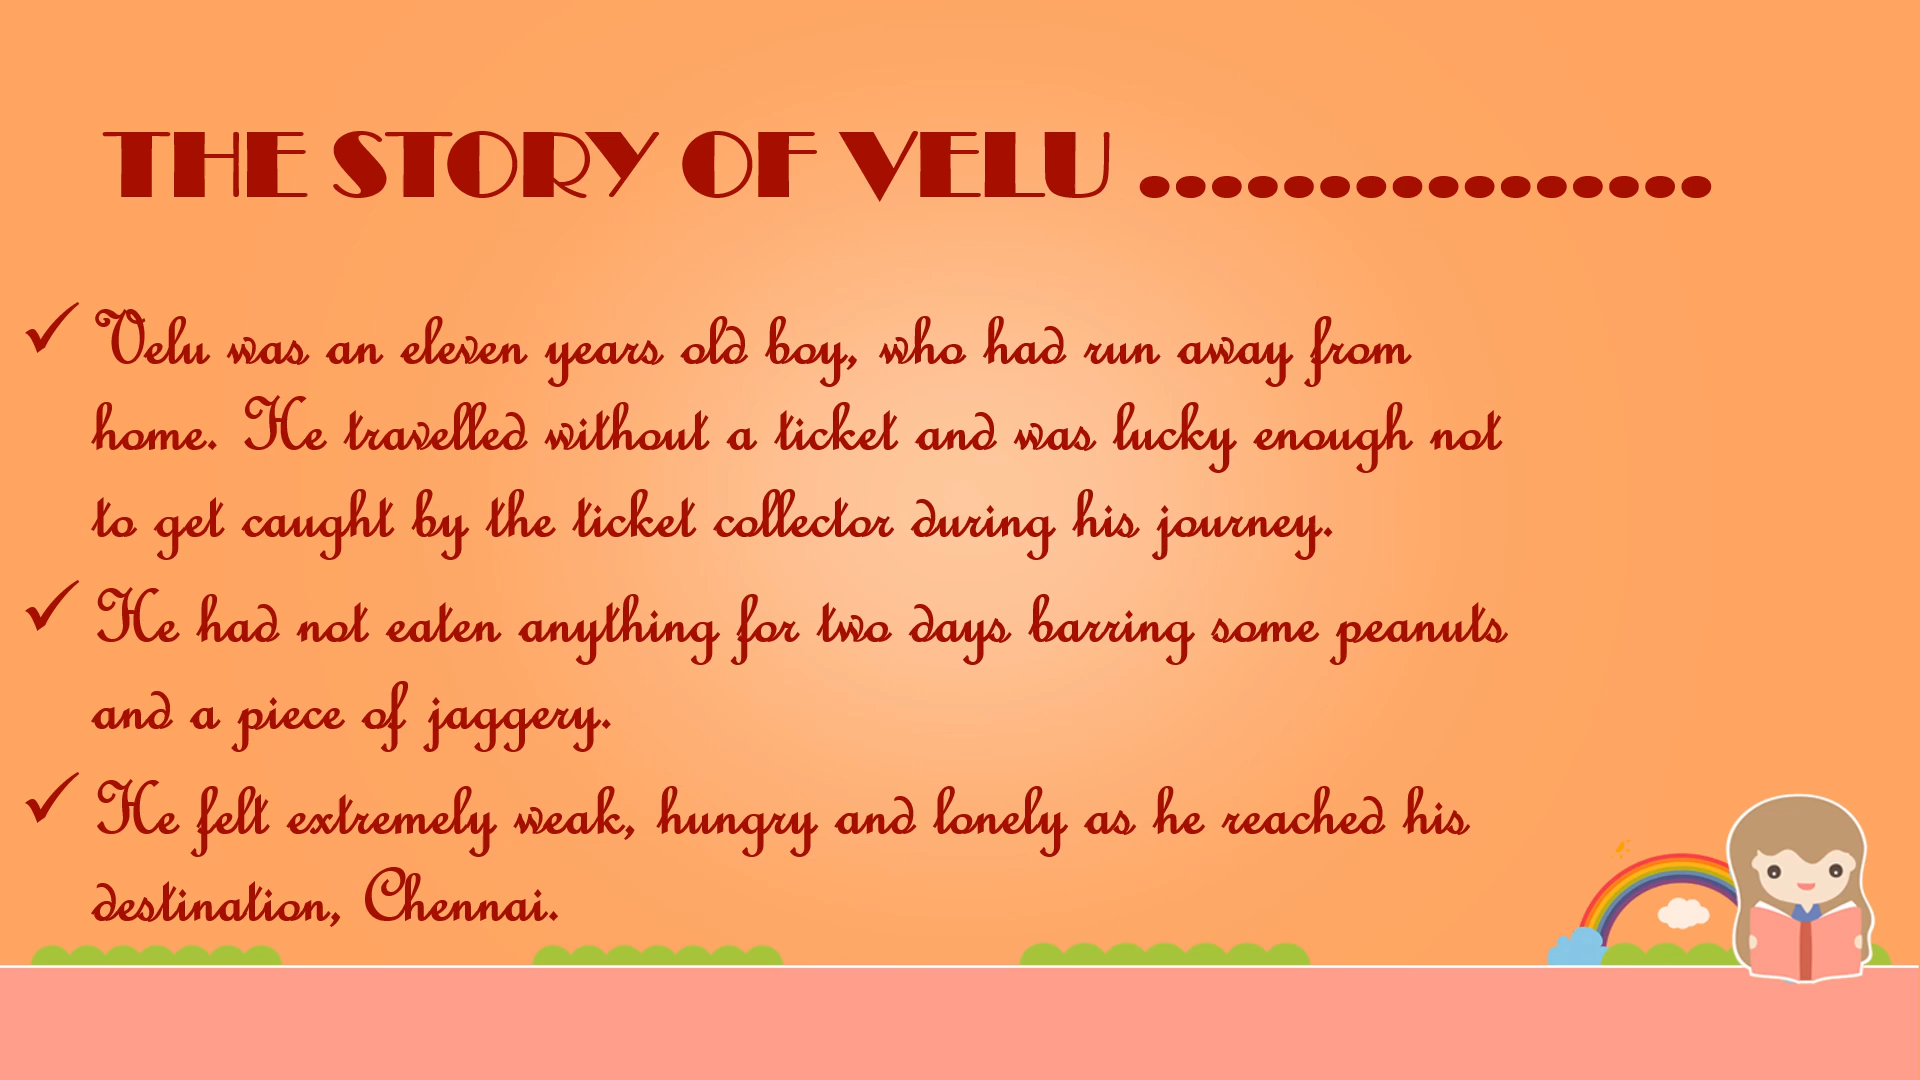 THE STORY OF VELU ................
✓ Velu was an eleven years old boy, who had run away from
home. He travelled without a ticket and was lucky enough not
to get caught by the ticket collector during his journey.
✓ He had not eaten anything for two days barring some peanuts
and a piece of jaggery.
✓ He felt extremely weak, hungry and lonely as he reached his
destination, Chennai.